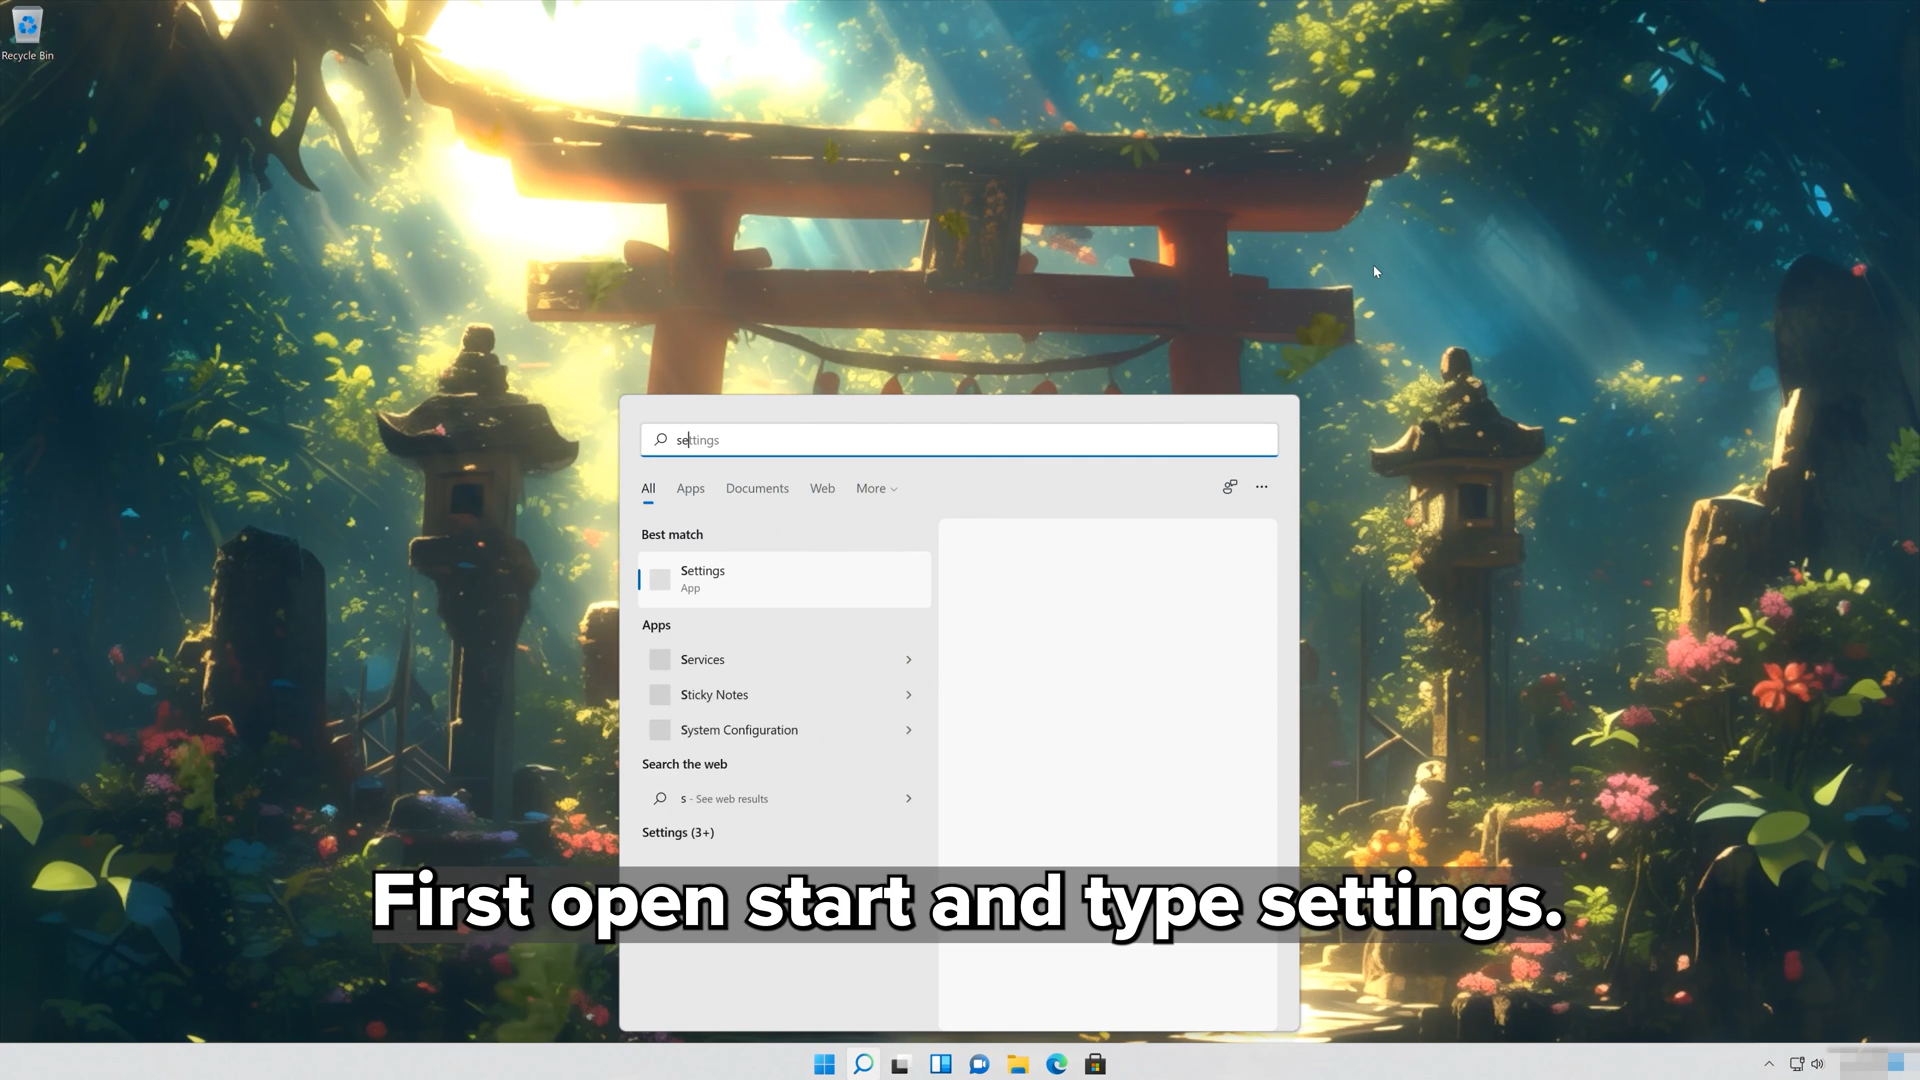 Recycle Bin
settings
All Apps Documents Web More
Best match
Settings
App
Apps
Services
Sticky Notes
System Configuration
Search the web
s - See web results
Settings (3+)
First open start and type settings.